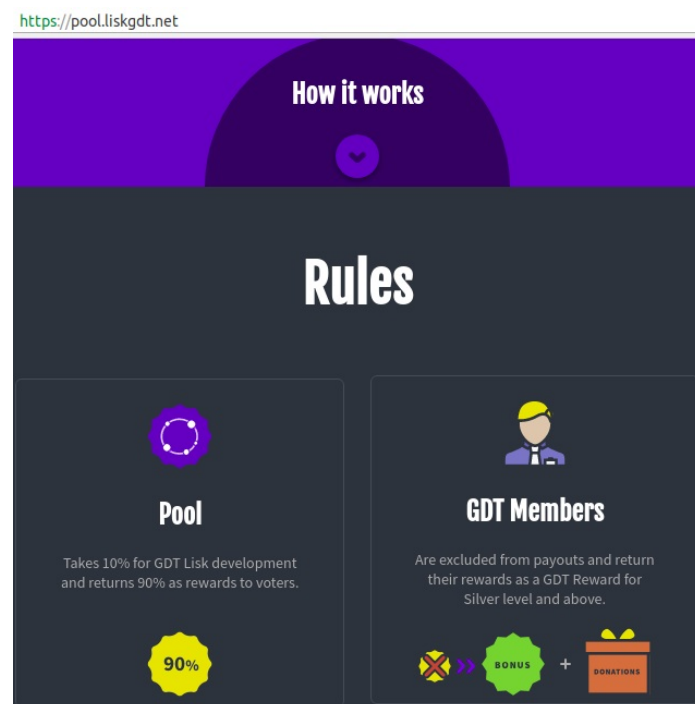 https://pool.liskgdt.net
How it works
Rules
Pool
Takes 10% for GDT Lisk development
and returns 90% as rewards to voters.
90%
GDT Members
Are excluded from payouts and return
their rewards as a GDT Reward for
Silver level and above.
BONUS + DONATIONS